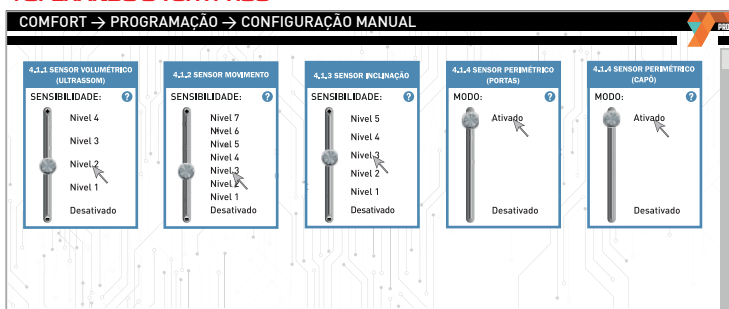 COMFORT → PROGRAMAÇÃO → CONFIGURAÇÃO MANUAL
4.1.1 SENSOR VOLUMÉTRICO
(ULTRASSOM)
SENSIBILIDADE: ?
Nivel 4
Nivel 3
Nivel 2
Nivel 1
Desativado
4.1.2 SENSOR MOVIMENTO
SENSIBILIDADE: ?
Nivel 7
Nivel 6
Nivel 5
Nivel 4
Nivel 3
Nivel 2
Nivel 1
Desativado
4.1.3 SENSOR INCLINAÇÃO
SENSIBILIDADE: ?
Nivel 5
Nivel 4
Nivel 3
Nivel 2
Nivel 1
Desativado
4.1.4 SENSOR PERIMÉTRICO
(PORTAS)
MODO: ?
Ativado
Desativado
4.1.4 SENSOR PERIMÉTRICO
(CAPÔ)
MODO: ?
Ativado
Desativado